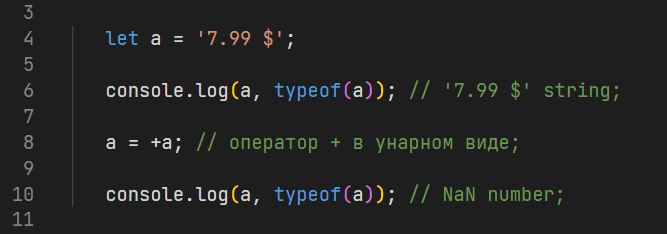 3
4 let a = '7.99 $';
5
6 console.log(a, typeof(a)); // '7.99 $' string;
7
8 a = +a; // оператор + в унарном виде;
9
10 console.log(a, typeof(a)); // NaN number;
11